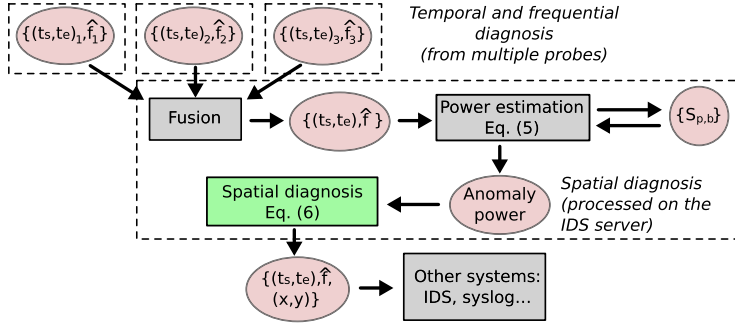 {(ts,te)1,f̂1}
{(ts,te)2,f̂2}
{(ts,te)3,f̂3}
Temporal and frequential
diagnosis
(from multiple probes)
Fusion
{(ts,te),f̂ }
Power estimation
Eq. (5)
{Sp,b}
Spatial diagnosis
Eq. (6)
Anomaly
power
Spatial diagnosis
(processed on the
IDS server)
{(ts,te),f̂,
(x,y)}
Other systems:
IDS, syslog...